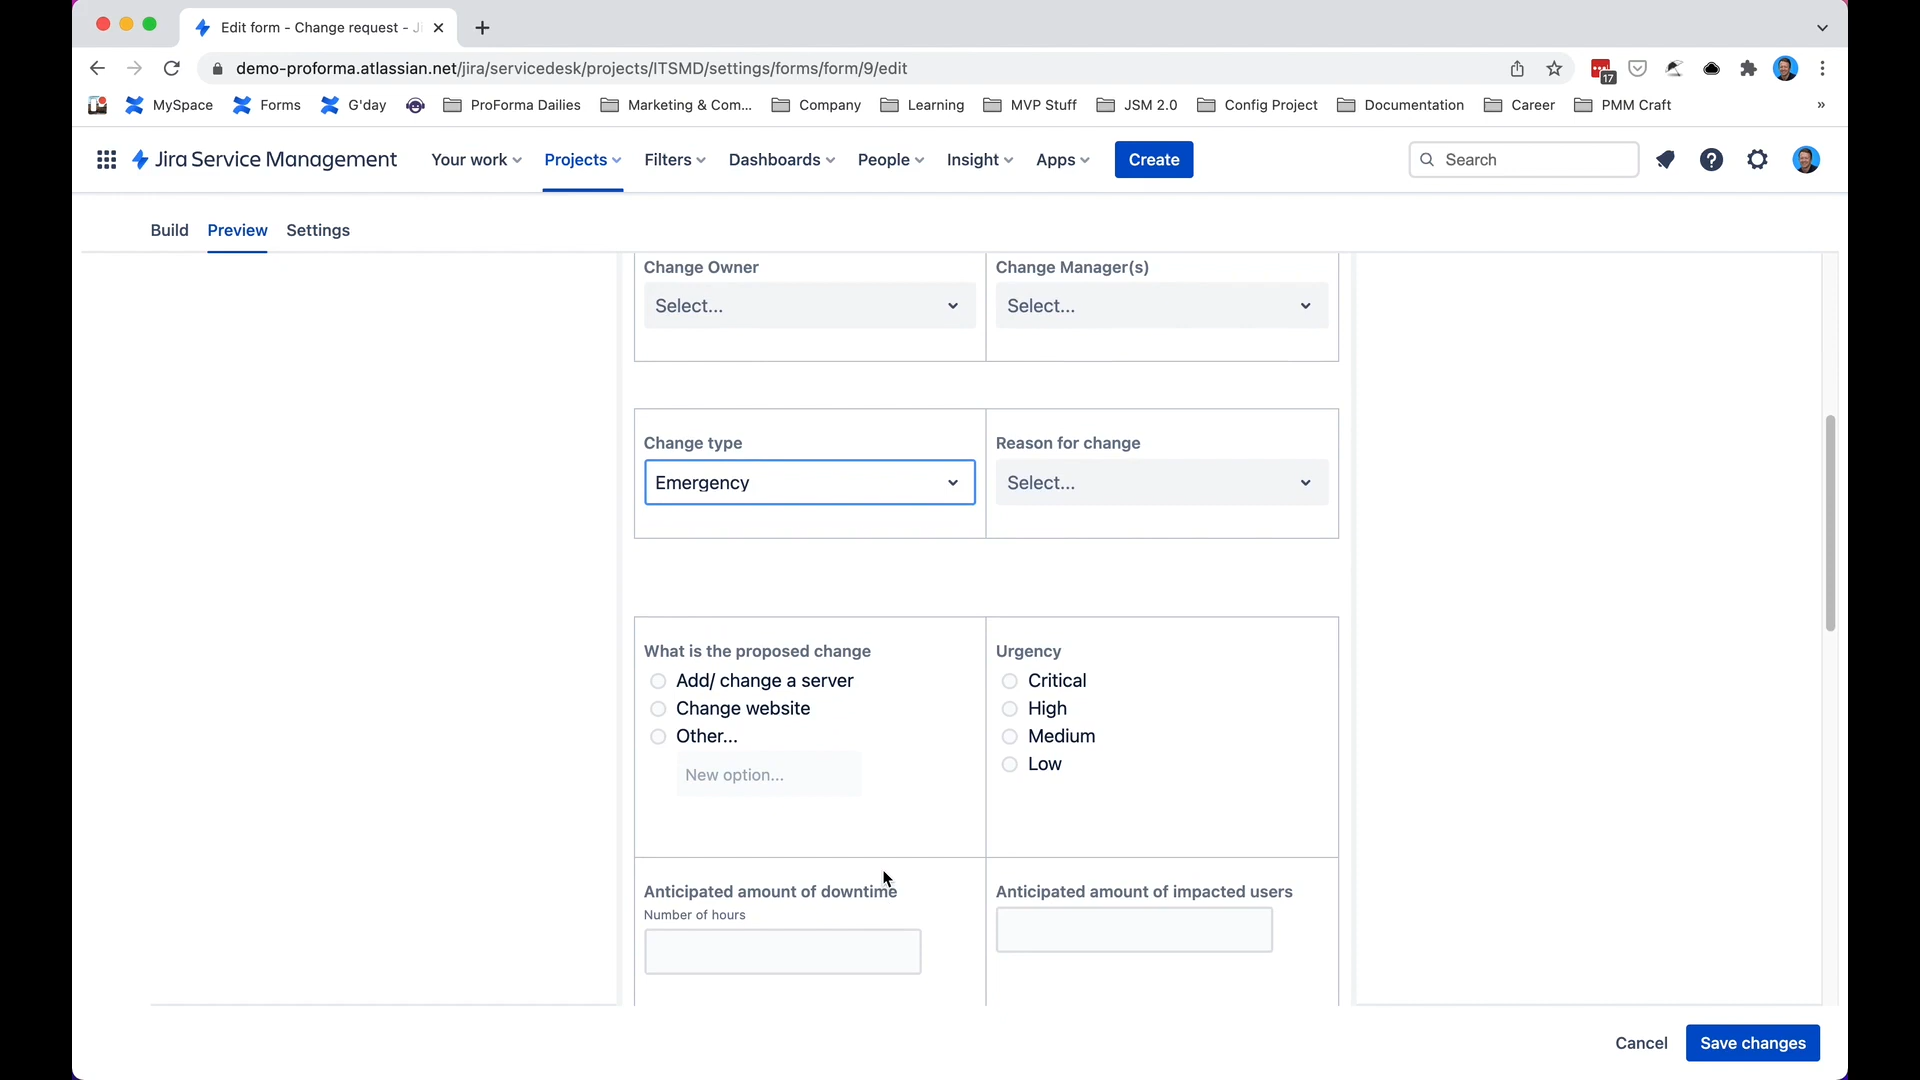 Edit form - Change request - Ji
demo-proforma.atlassian.net/jira/servicedesk/projects/ITSMD/settings/forms/form/9/edit
17
MySpace Forms G'day ProForma Dailies Marketing & Com... Company Learning MVP Stuff JSM 2.0 Config Project Documentation Career PMM Craft »
Jira Service Management Your work Projects Filters Dashboards People Insight Apps Create Search
Build Preview Settings
Change Owner Change Manager(s)
Select... Select...
Change type Reason for change
Emergency Select...
What is the proposed change Urgency
Add/ change a server Critical
Change website High
Other... Medium
New option... Low
Anticipated amount of downtime Anticipated amount of impacted users
Number of hours
Cancel Save changes